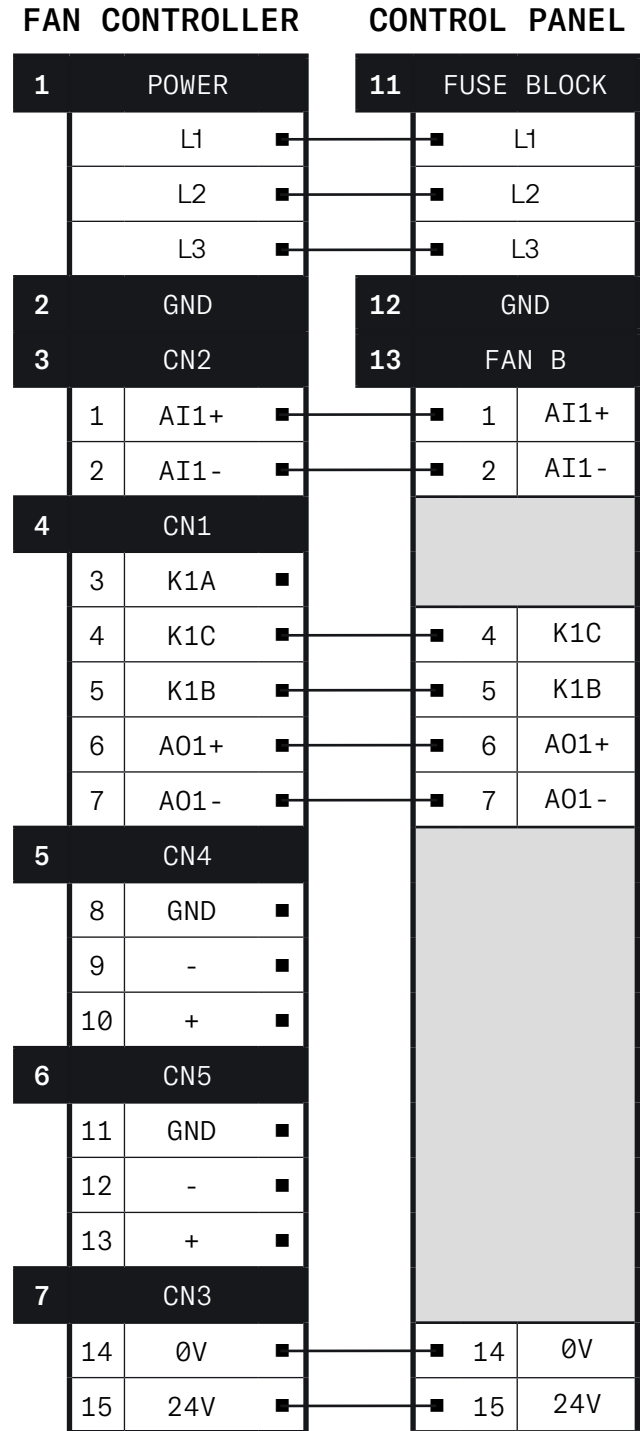 FAN CONTROLLER CONTROL PANEL
1 POWER 11 FUSE BLOCK
L1 L1
L2 L2
L3 L3
2 GND 12 GND
3 CN2 13 FAN B
1 AI1+ 1 AI1+
2 AI1- 2 AI1-
4 CN1
3 K1A
4 K1C 4 K1C
5 K1B 5 K1B
6 AO1+ 6 AO1+
7 AO1- 7 AO1-
5 CN4
8 GND
9 -
10 +
6 CN5
11 GND
12 -
13 +
7 CN3
14 0V 14 0V
15 24V 15 24V